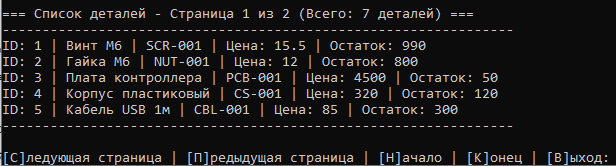 === Список деталей - Страница 1 из 2 (Всего: 7 деталей) ===
----------------------------------------------------------------
ID: 1 | Винт М6 | SCR-001 | Цена: 15.5 | Остаток: 990
ID: 2 | Гайка М6 | NUT-001 | Цена: 12 | Остаток: 800
ID: 3 | Плата контроллера | PCB-001 | Цена: 4500 | Остаток: 50
ID: 4 | Корпус пластиковый | CS-001 | Цена: 320 | Остаток: 120
ID: 5 | Кабель USB 1м | CBL-001 | Цена: 85 | Остаток: 300
----------------------------------------------------------------
[С]ледующая страница | [П]редыдущая страница | [Н]ачало | [К]онец | [В]ыход: